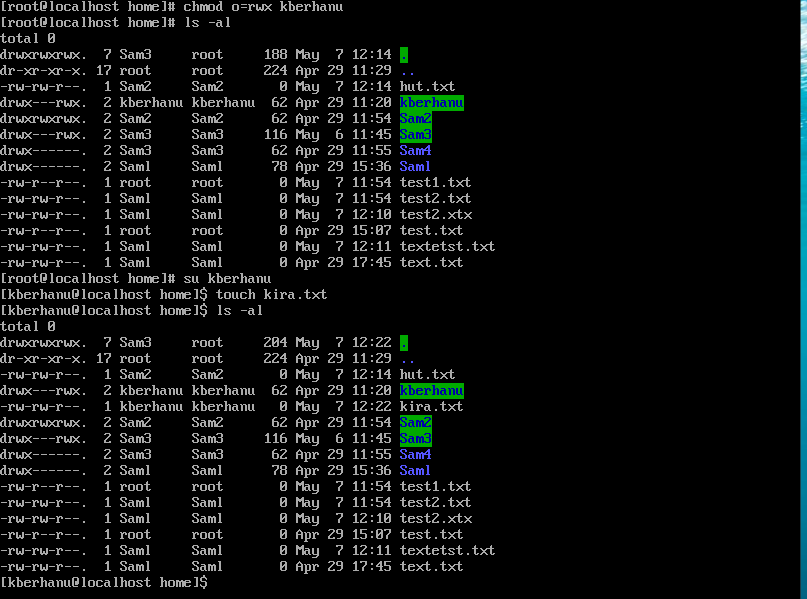 [root@localhost home]# chmod o=rwx kberhanu
[root@localhost home]# ls -al
total 0
drwxrwxrwx.  7 Sam3     root     188 May  7 12:14 .
dr-xr-xr-x. 17 root     root     224 Apr 29 11:29 ..
-rw-rw-r--.  1 Sam2     Sam2       0 May  7 12:14 hut.txt
drwx---rwx.  2 kberhanu kberhanu  62 Apr 29 11:20 kberhanu
drwxrwxrwx.  2 Sam2     Sam2      62 Apr 29 11:54 Sam2
drwx---rwx.  2 Sam3     Sam3     116 May  6 11:45 Sam3
drwx------.  2 Sam3     Sam3      62 Apr 29 11:55 Sam4
drwx------.  2 Saml     Saml      78 Apr 29 15:36 Saml
-rw-r--r--.  1 root     root       0 May  7 11:54 test1.txt
-rw-rw-r--.  1 Saml     Saml       0 May  7 11:54 test2.txt
-rw-rw-r--.  1 Saml     Saml       0 May  7 12:10 test2.xtx
-rw-r--r--.  1 root     root       0 Apr 29 15:07 test.txt
-rw-rw-r--.  1 Saml     Saml       0 May  7 12:11 textetst.txt
-rw-rw-r--.  1 Saml     Saml       0 Apr 29 17:45 text.txt
[root@localhost home]# su kberhanu
[kberhanu@localhost home]$ touch kira.txt
[kberhanu@localhost home]$ ls -al
total 0
drwxrwxrwx.  7 Sam3     root     204 May  7 12:22 .
dr-xr-xr-x. 17 root     root     224 Apr 29 11:29 ..
-rw-rw-r--.  1 Sam2     Sam2       0 May  7 12:14 hut.txt
drwx---rwx.  2 kberhanu kberhanu  62 Apr 29 11:20 kberhanu
-rw-rw-r--.  1 kberhanu kberhanu   0 May  7 12:22 kira.txt
drwxrwxrwx.  2 Sam2     Sam2      62 Apr 29 11:54 Sam2
drwx---rwx.  2 Sam3     Sam3     116 May  6 11:45 Sam3
drwx------.  2 Sam3     Sam3      62 Apr 29 11:55 Sam4
drwx------.  2 Saml     Saml      78 Apr 29 15:36 Saml
-rw-r--r--.  1 root     root       0 May  7 11:54 test1.txt
-rw-rw-r--.  1 Saml     Saml       0 May  7 11:54 test2.txt
-rw-rw-r--.  1 Saml     Saml       0 May  7 12:10 test2.xtx
-rw-r--r--.  1 root     root       0 Apr 29 15:07 test.txt
-rw-rw-r--.  1 Saml     Saml       0 May  7 12:11 textetst.txt
-rw-rw-r--.  1 Saml     Saml       0 Apr 29 17:45 text.txt
[kberhanu@localhost home]$